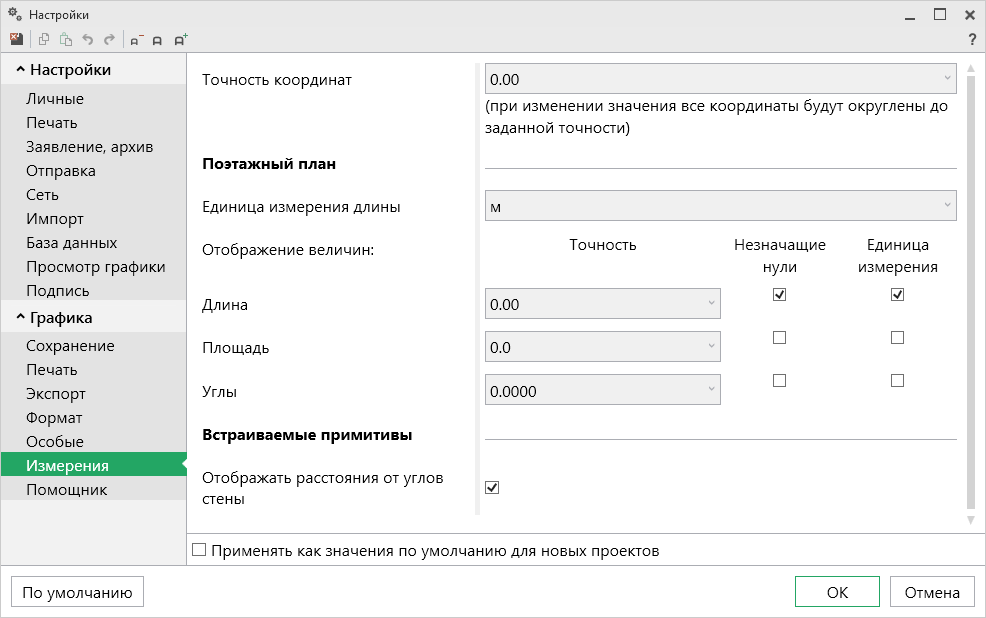 Настройки
?
Настройки
Личные
Печать
Заявление, архив
Отправка
Сеть
Импорт
База данных
Просмотр графики
Подпись
Графика
Сохранение
Печать
Экспорт
Формат
Особые
Измерения
Помощник
Точность координат
0.00
(при изменении значения все координаты будут округлены до
заданной точности)
Поэтажный план
Единица измерения длины
м
Отображение величин:
Точность
Незначащие
нули
Единица
измерения
Длина
0.00
Площадь
0.0
Углы
0.0000
Встраиваемые примитивы
Отображать расстояния от углов
стены
Применять как значения по умолчанию для новых проектов
По умолчанию
ОК
Отмена